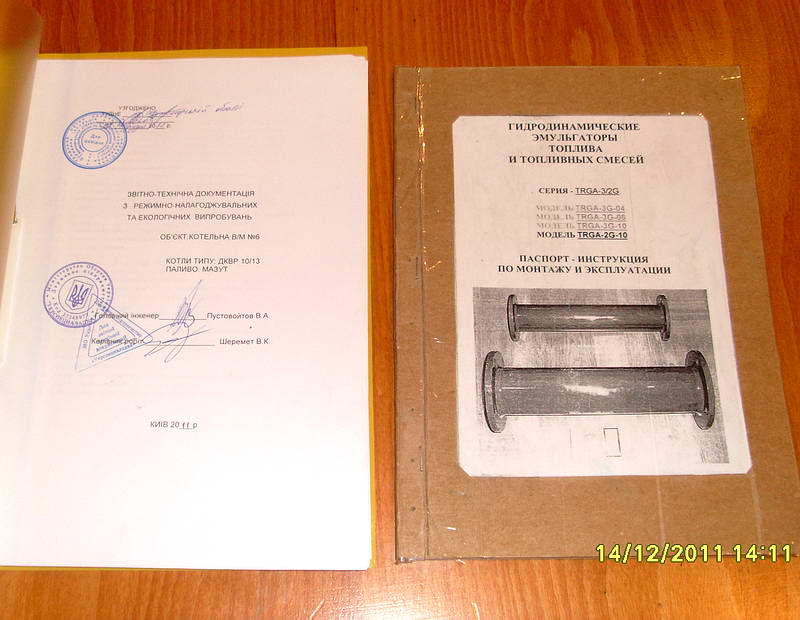 УЗГОДЖЕНО
ЗВІТНО-ТЕХНІЧНА ДОКУМЕНТАЦІЯ
З РЕЖИМНО-НАЛАГОДЖУВАЛЬНИХ
ТА ЕКОЛОГІЧНИХ ВИПРОБУВАНЬ
ОБ'ЄКТ:КОТЕЛЬНА В/М №6
КОТЛИ ТИПУ: ДКВР 10/13
ПАЛИВО: МАЗУТ
Головний інженер Пустовойтов В.А.
Шеремет В.К.
КИЇВ 2011 р
Для
ГИДРОДИНАМИЧЕСКИЕ
ЭМУЛЬГАТОРЫ
ТОПЛИВА
И ТОПЛИВНЫХ СМЕСЕЙ
СЕРИЯ - TRGA-3/2G
МОДЕЛЬ TRGA-3G-04
МОДЕЛЬ TRGA-3G-06
МОДЕЛЬ TRGA-3G-10
МОДЕЛЬ TRGA-2G-10
ПАСПОРТ - ИНСТРУКЦИЯ
ПО МОНТАЖУ И ЭКСПЛУАТАЦИИ
14/12/2011 14:11